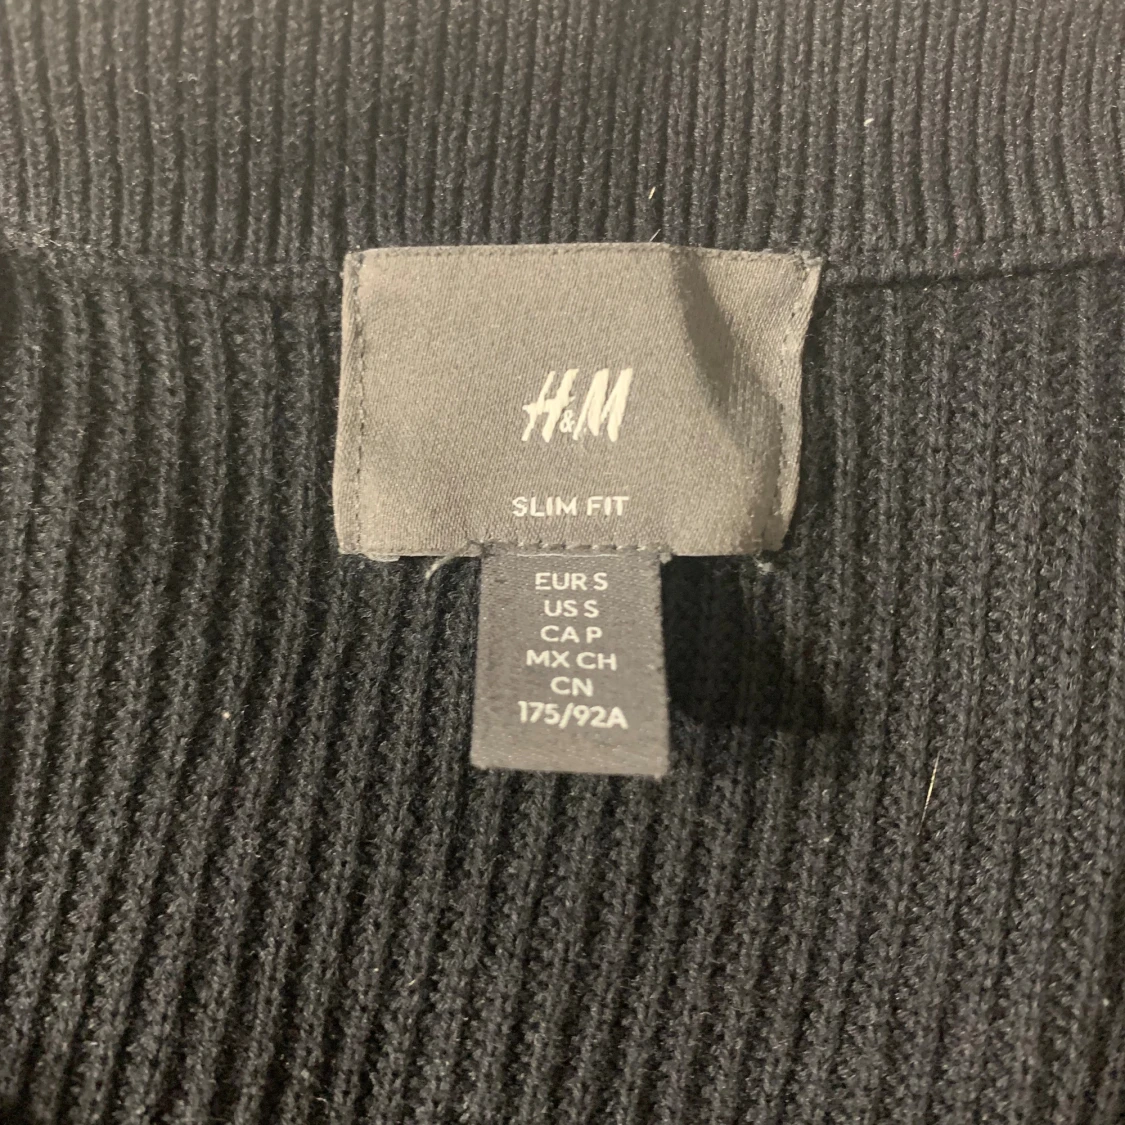 H&M
SLIM FIT
EUR S
US S
CA P
MX CH
CN
175/92A